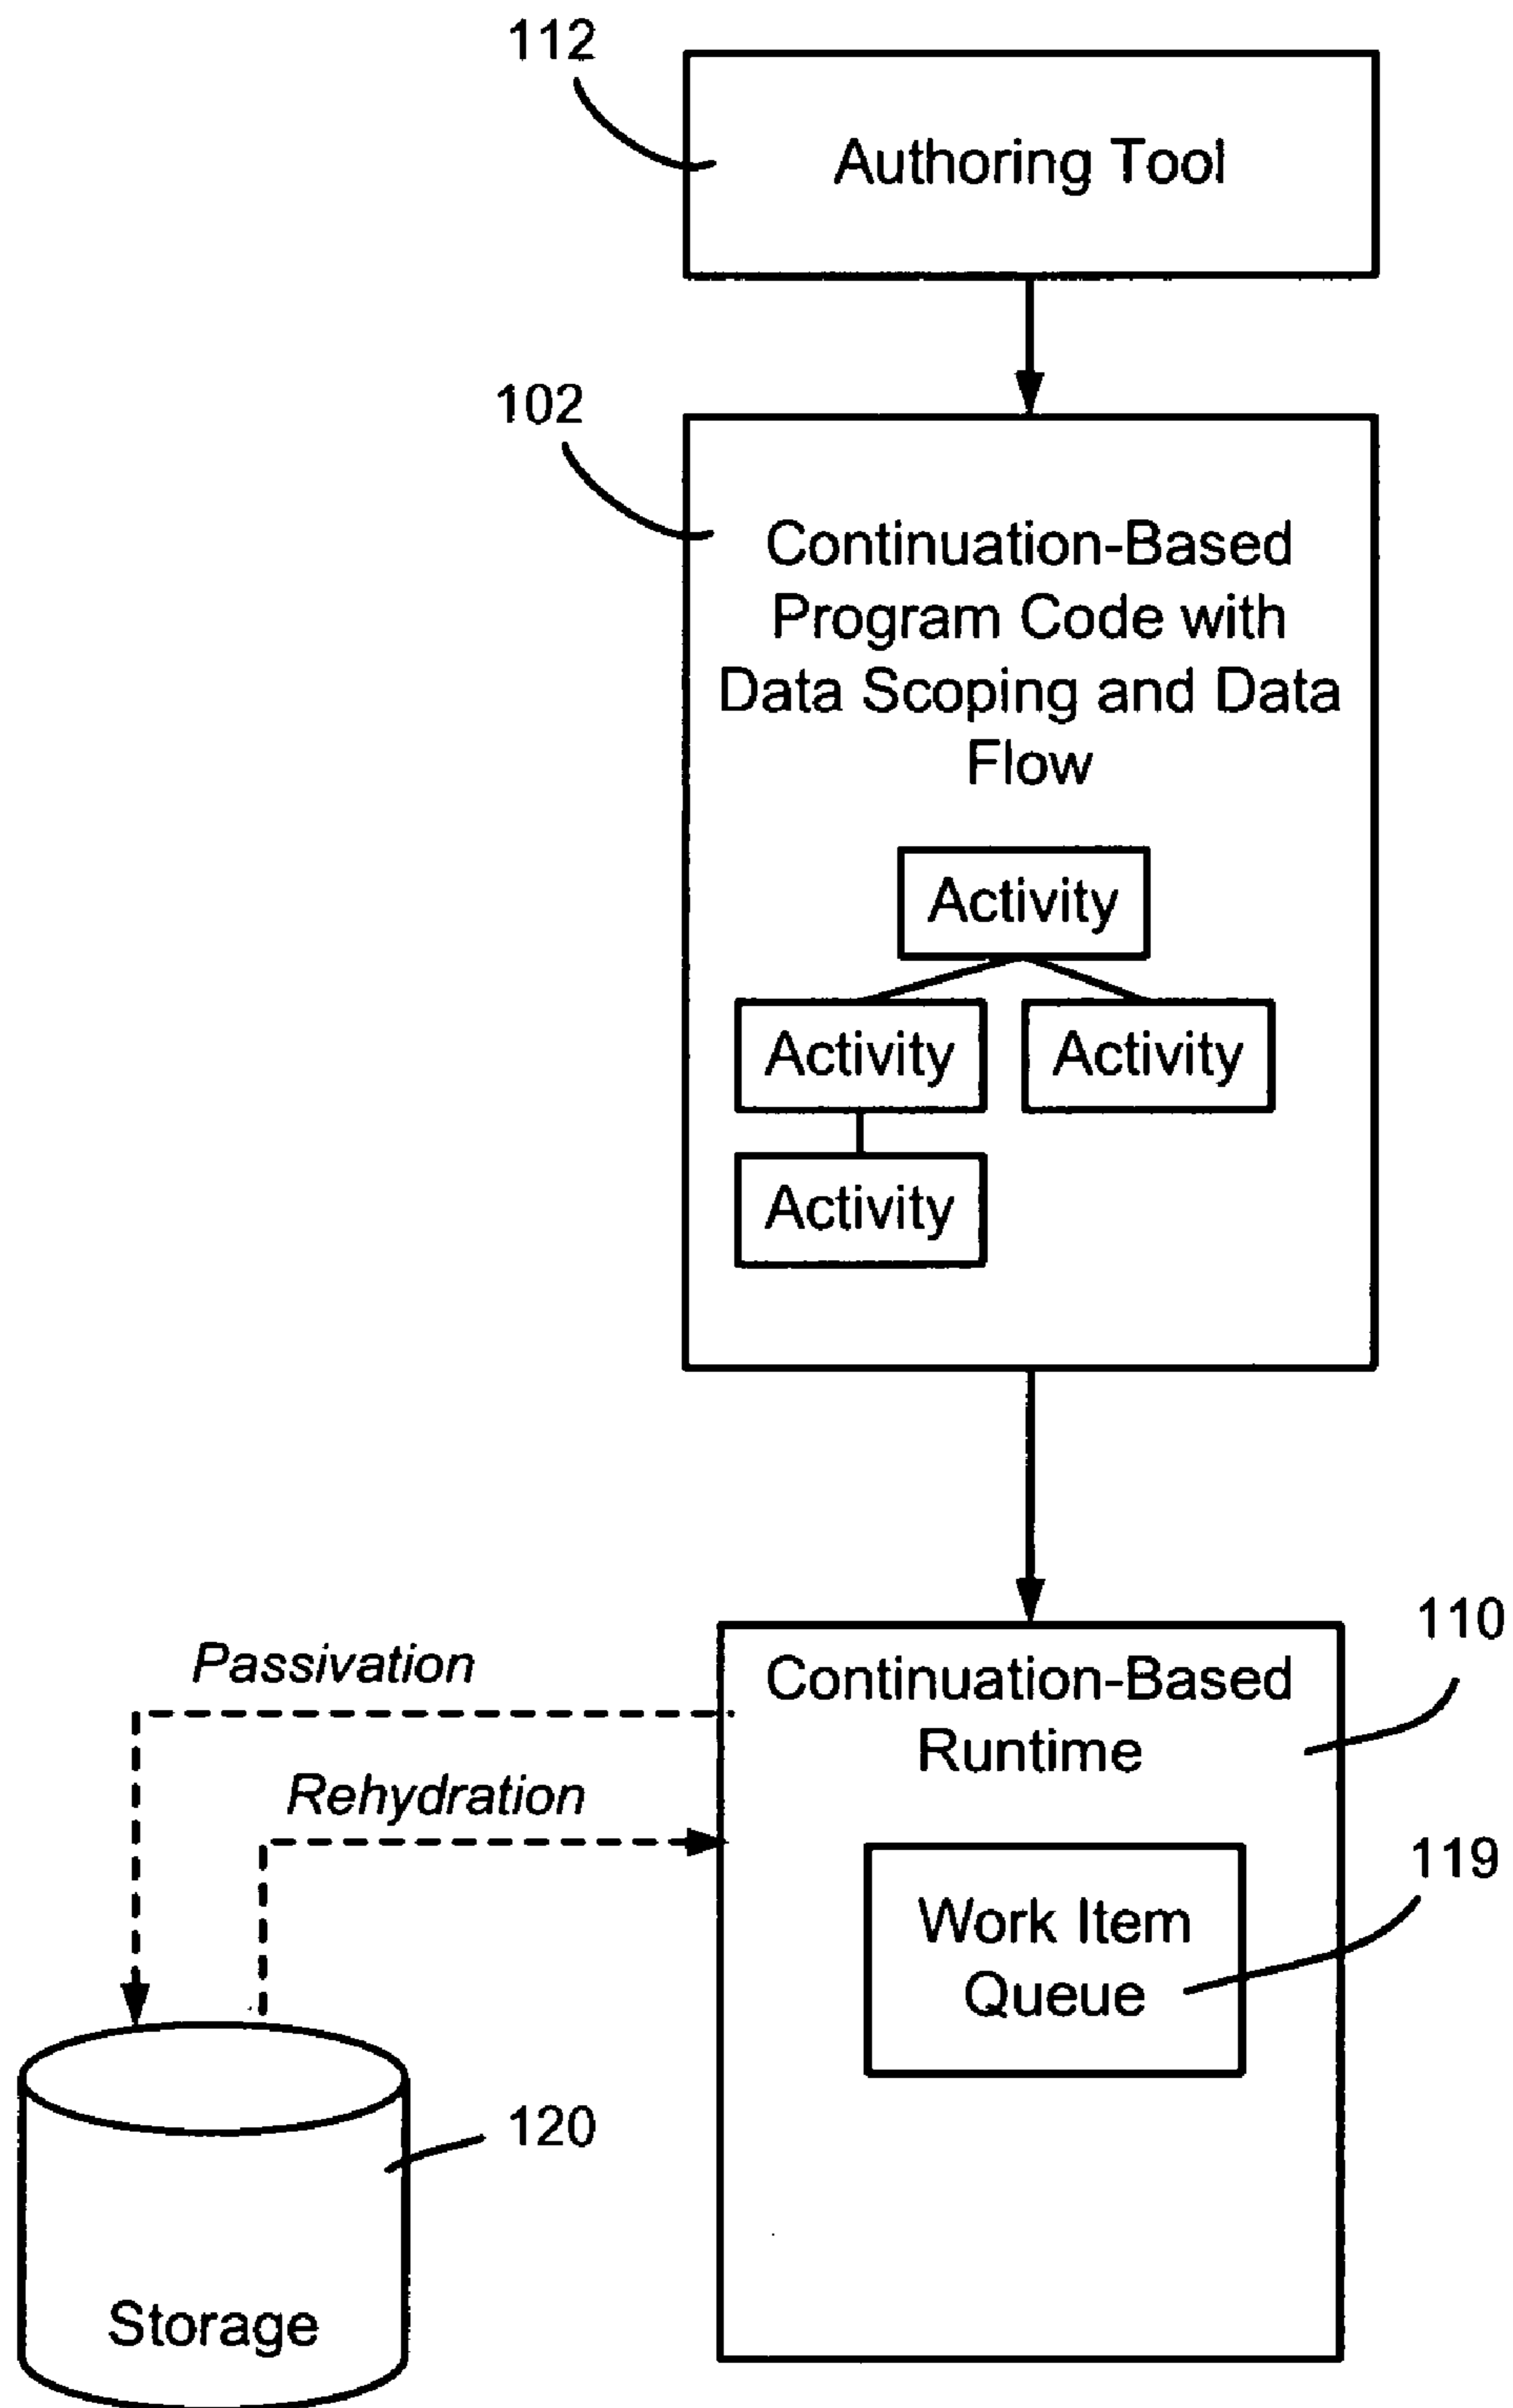 112
Authoring Tool
102
Continuation-Based
Program Code with
Data Scoping and Data
Flow
Activity
Activity
Activity
Activity
110
Passivation
Continuation-Based
Runtime
Rehydration
119
Work Item
Queue
120
Storage